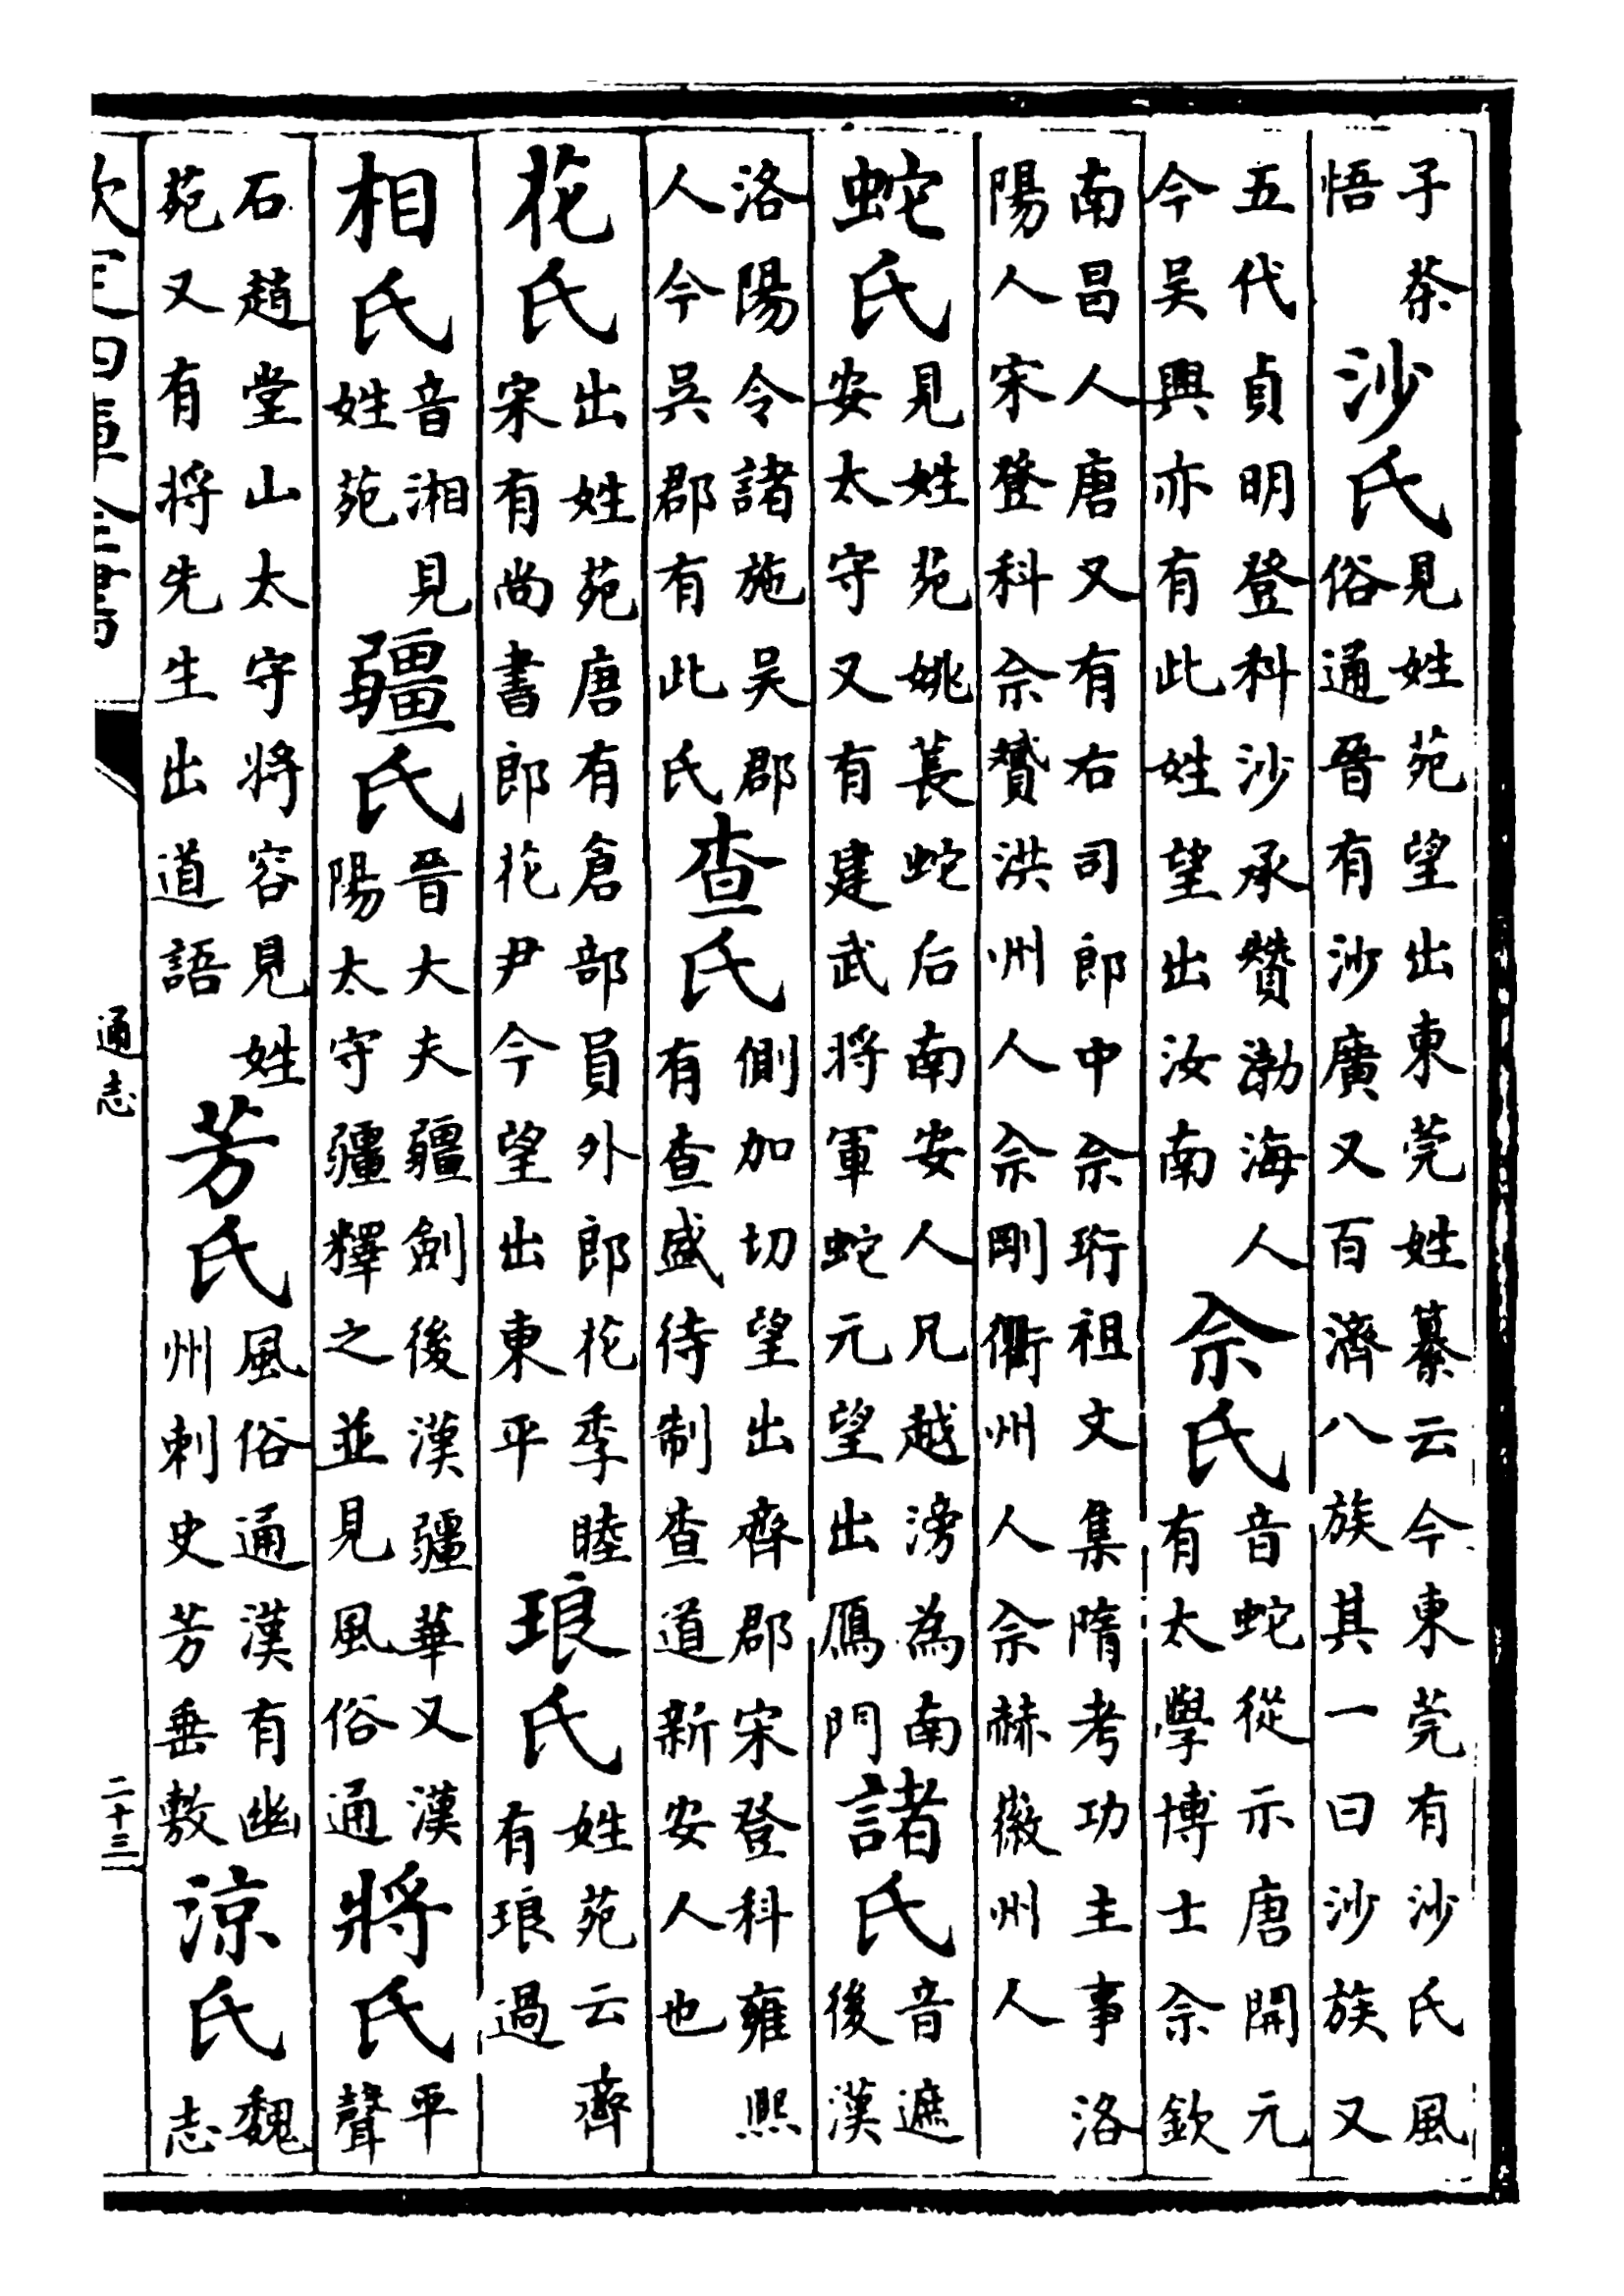 子荼悟沙氏見姓苑望出東莞姓纂云今東莞有沙氏風俗通晉有沙廣又百濟八族其一曰沙族又
五代貞明登科沙承贊渤海人今吴興亦有此姓望出汝南佘氏音蛇從示唐開元有太學博士佘欽
南昌人唐又有右司郎中佘珩祖文集隋考功主事洛陽人宋登科佘贊洪州人佘剛衢州人佘赫徽州人
蛇氏見姓苑姚萇蛇后南安人兄越滂為南安太守又有建武将軍蛇元望出鴈門諸氏音遮後漢
洛陽令諸施吴郡人今呉郡有此氏查氏側加切望出齊郡宋登科雍熙有查盛待制查道新安人也
花氏出姓苑唐有倉部員外郎花季睦宋有尚書郎花尹今望出東平琅氏姓苑云齊有琅過
相氏音湘見姓苑疆氏晉大夫疆劍後漢疆華又漢陽太守疆釋之並見風俗通將氏平聲
石趙堂山太守将容見姓苑又有将先生出道語芳氏風俗通漢有幽州刺史芳垂敷涼氏魏志
欽定四庫全書
通志
二十三